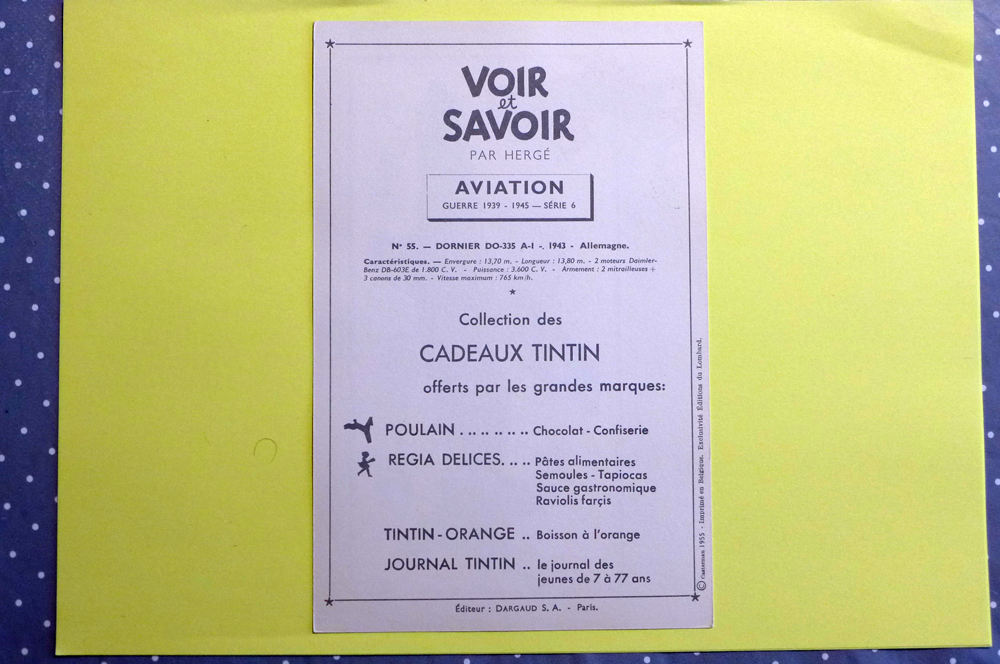 VOIR
et
SAVOIR
PAR HERGÉ
AVIATION
GUERRE 1939 - 1945 — SÉRIE 6
N° 55. — DORNIER DO-335 A-I -. 1943 - Allemagne.
Caractéristiques. — Envergure : 13,70 m. - Longueur : 13,80 m. - 2 moteurs Daimler-
Benz DB-603E de 1.800 C. V. - Puissance : 3.600 C. V. - Armement : 2 mitrailleuses +
3 canons de 30 mm. - Vitesse maximum : 765 km/h.
Collection des
CADEAUX TINTIN
offerts par les grandes marques:
POULAIN . . .. .. .. .. Chocolat - Confiserie
REGIA DELICES. .. .. Pâtes alimentaires
Semoules - Tapiocas
Sauce gastronomique
Raviolis farçis
TINTIN-ORANGE .. Boisson à l'orange
JOURNAL TINTIN .. le journal des
jeunes de 7 à 77 ans
Éditeur : DARGAUD S. A. - Paris.
© Casterman 1955 - Imprimé en Belgique. Exclusivité Éditions du Lombard.